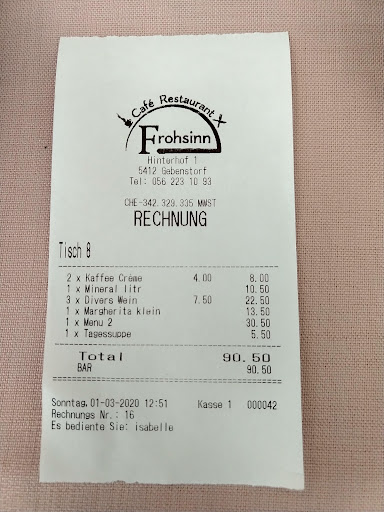 Café Restaurant
Frohsinn
Hinterhof 1
5412 Gebenstorf
Tel: 056 223 10 93
CHE-342.329.335 MWST
RECHNUNG
Tisch 8
2 x Kaffee Crème 4.00 8.00
1 x Mineral litr 10.50
3 x Divers Wein 7.50 22.50
1 x Margherita klein 13.50
1 x Menu 2 30.50
1 x Tagessuppe 5.50
Total 90.50
BAR 90.50
Sonntag,01-03-2020 12:51 Kasse 1 000042
Rechnungs Nr.: 16
Es bediente Sie: isabelle